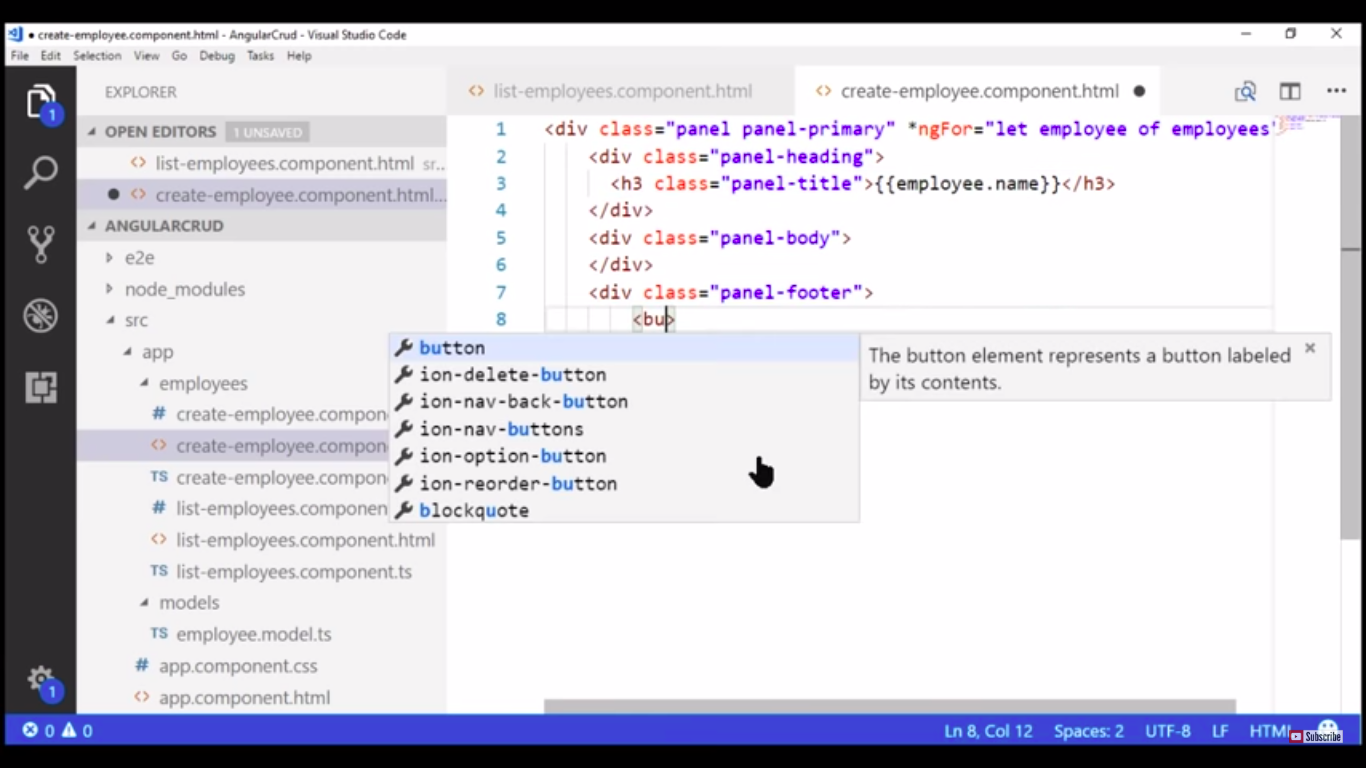 create-employee.component.html - AngularCrud - Visual Studio Code
File Edit Selection View Go Debug Tasks Help
EXPLORER
1
OPEN EDITORS 1 UNSAVED
list-employees.component.html sr...
create-employee.component.html...
ANGULARCRUD
e2e
node_modules
src
app
employees
# create-employee.compon
<> create-employee.compon
TS create-employee.compon
# list-employees.componen
<> list-employees.component.html
TS list-employees.component.ts
models
TS employee.model.ts
# app.component.css
<> app.component.html
1
<> list-employees.component.html <> create-employee.component.html
1 <div class="panel panel-primary" *ngFor="let employee of employees"
2 <div class="panel-heading">
3 <h3 class="panel-title">{{employee.name}}</h3>
4 </div>
5 <div class="panel-body">
6 </div>
7 <div class="panel-footer">
8 <bu>
button
ion-delete-button
ion-nav-back-button
ion-nav-buttons
ion-option-button
ion-reorder-button
blockquote
The button element represents a button labeled
by its contents.
0 0 Ln 8, Col 12 Spaces: 2 UTF-8 LF HTML
Subscribe